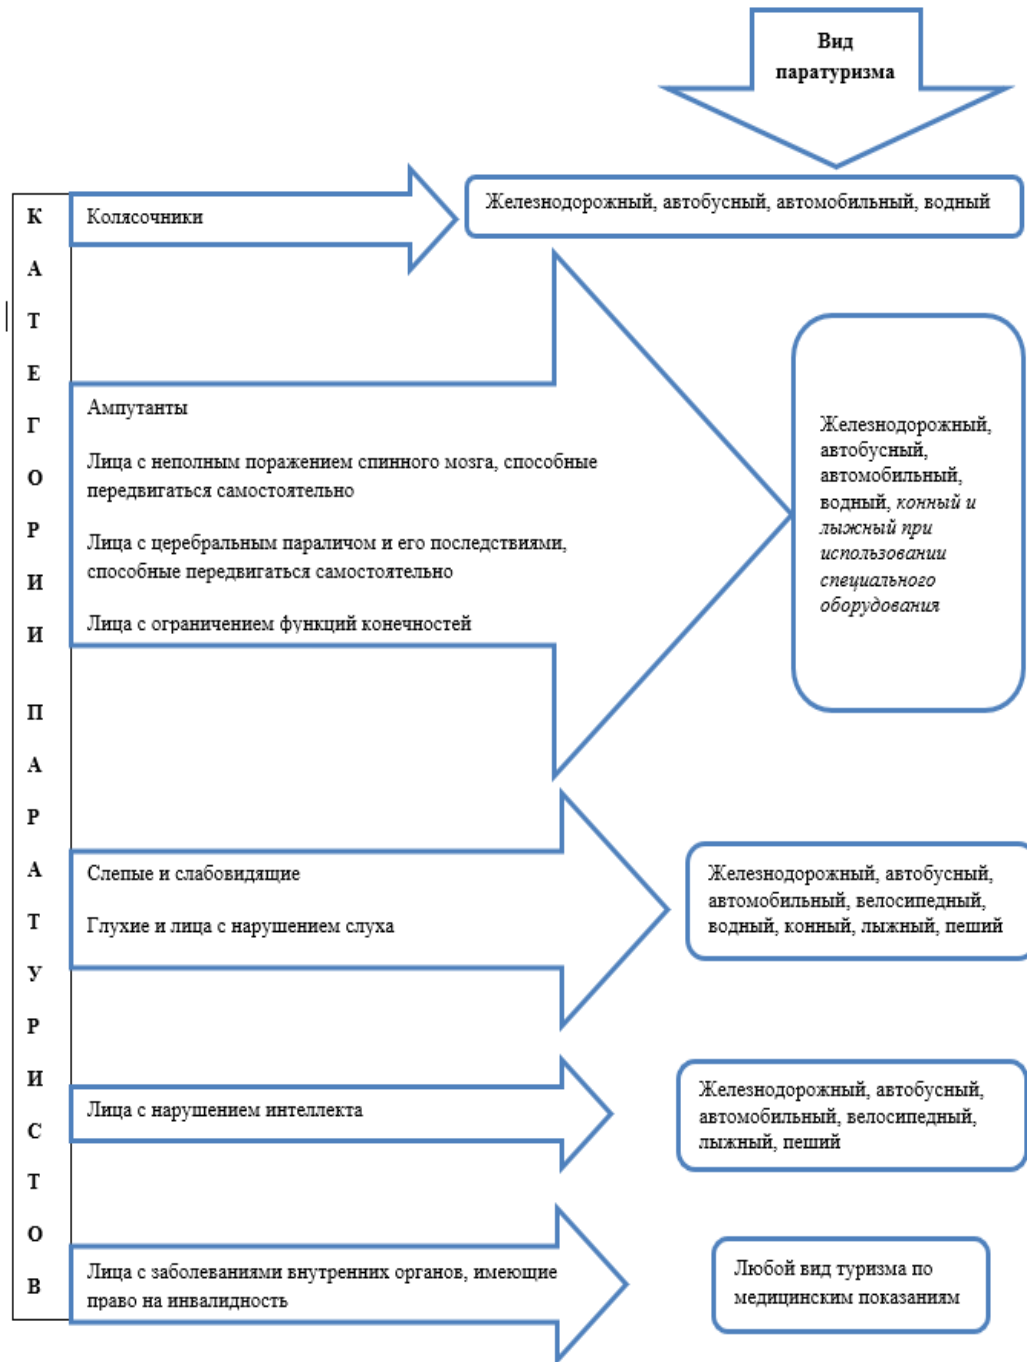 Вид
паратуризма
КАТЕГОРИИ ПАРАТУРИСТОВ
Колясочники
Железнодорожный, автобусный, автомобильный, водный
Ампутанты
Лица с неполным поражением спинного мозга, способные
передвигаться самостоятельно
Лица с церебральным параличом и его последствиями,
способные передвигаться самостоятельно
Лица с ограничением функций конечностей
Железнодорожный,
автобусный,
автомобильный,
водный, конный и
лыжный при
использовании
специального
оборудования
Слепые и слабовидящие
Глухие и лица с нарушением слуха
Железнодорожный, автобусный,
автомобильный, велосипедный,
водный, конный, лыжный, пеший
Лица с нарушением интеллекта
Железнодорожный, автобусный,
автомобильный, велосипедный,
лыжный, пеший
Лица с заболеваниями внутренних органов, имеющие
право на инвалидность
Любой вид туризма по
медицинским показаниям